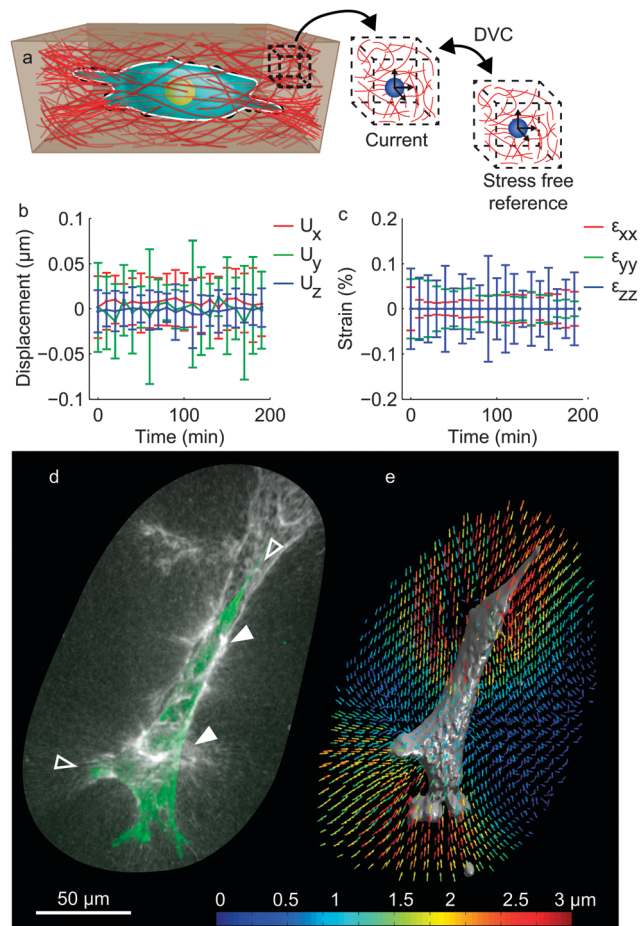 a
DVC
Current
Stress free
reference
b
Displacement (µm)
0.1
0.05
0
−0.05
−0.1
0
100
200
Time (min)
Ux
Uy
Uz
c
Strain (%)
0.2
0.1
0
−0.1
−0.2
0
100
200
Time (min)
εxx
εyy
εzz
d
50 µm
e
0 0.5 1 1.5 2 2.5 3 µm